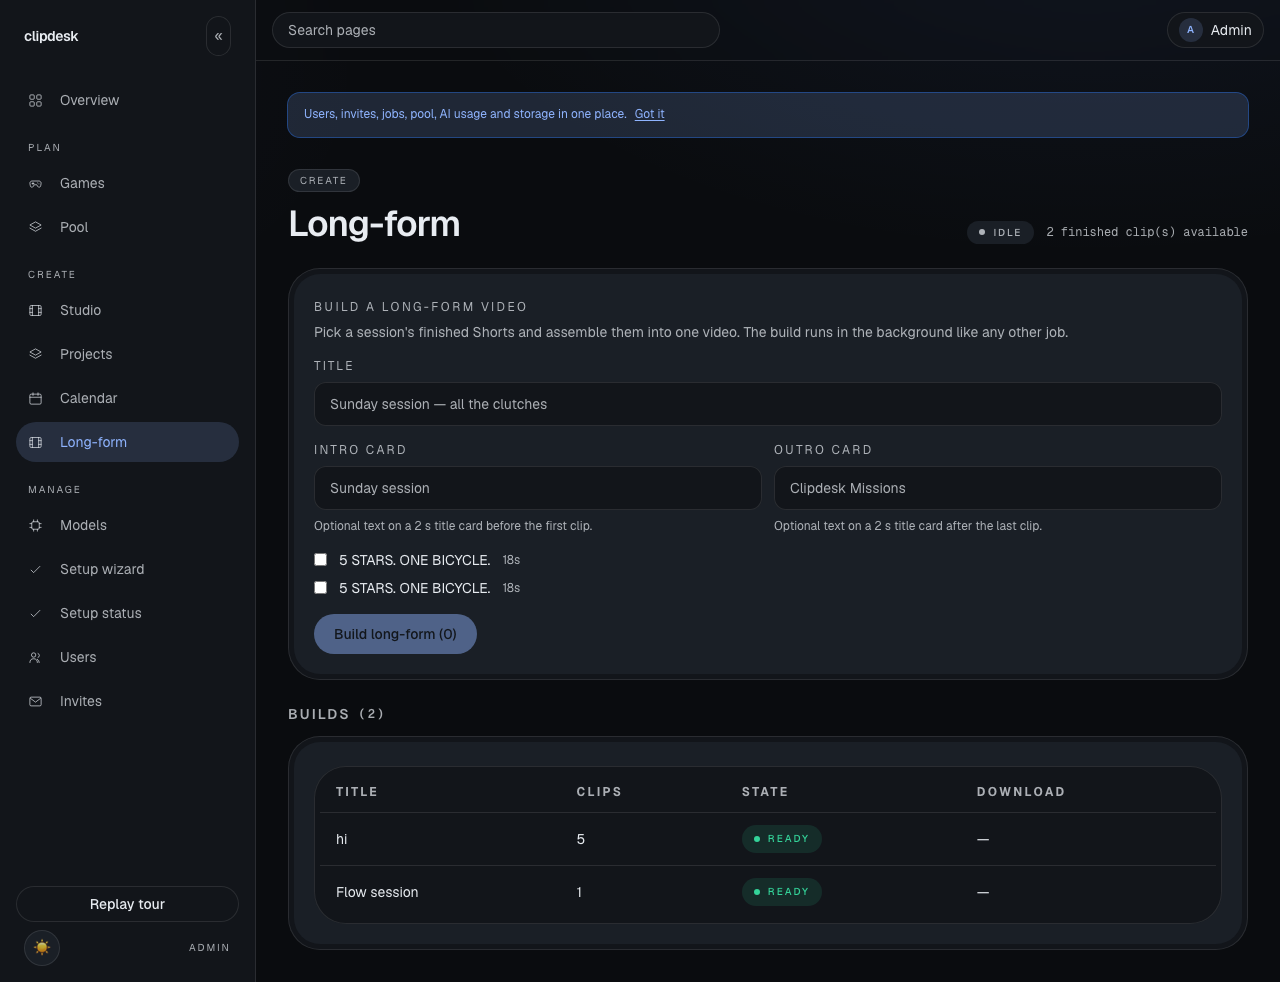 clipdesk
«
Search pages
A
Admin
Overview
PLAN
Games
Pool
CREATE
Studio
Projects
Calendar
Long-form
MANAGE
Models
Setup wizard
Setup status
Users
Invites
Replay tour
ADMIN
Users, invites, jobs, pool, AI usage and storage in one place. Got it
CREATE
Long-form
IDLE
2 finished clip(s) available
BUILD A LONG-FORM VIDEO
Pick a session's finished Shorts and assemble them into one video. The build runs in the background like any other job.
TITLE
Sunday session — all the clutches
INTRO CARD
OUTRO CARD
Sunday session
Clipdesk Missions
Optional text on a 2 s title card before the first clip.
Optional text on a 2 s title card after the last clip.
5 STARS. ONE BICYCLE. 18s
5 STARS. ONE BICYCLE. 18s
Build long-form (0)
BUILDS (2)
TITLE CLIPS STATE DOWNLOAD
hi 5 READY —
Flow session 1 READY —